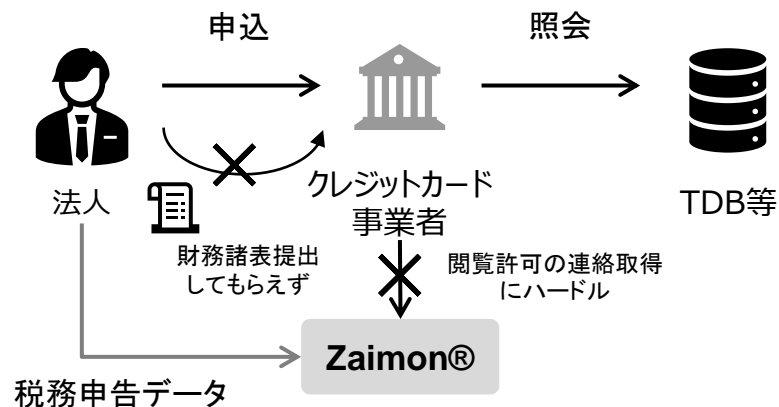 申込
照会
法人
クレジットカード
事業者
TDB等
財務諸表提出
してもらえず
閲覧許可の連絡取得
にハードル
Zaimon®
税務申告データ